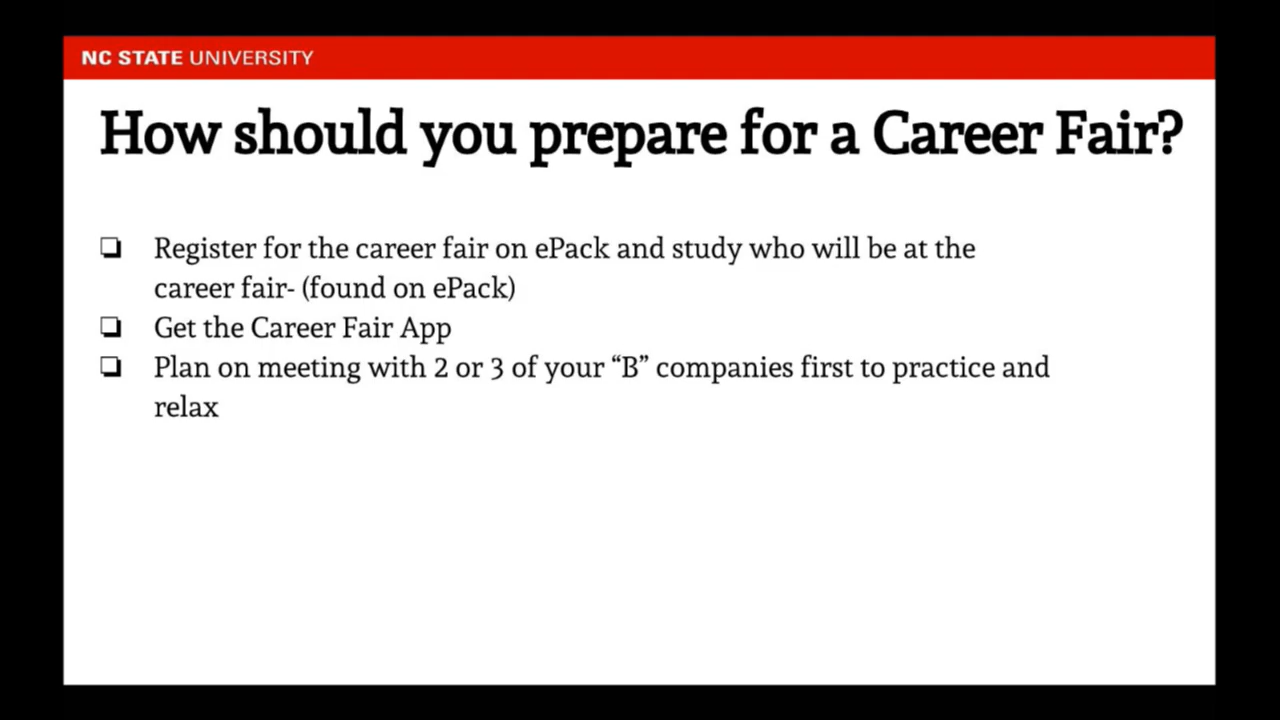 NC STATE UNIVERSITY
How should you prepare for a Career Fair?
❏ Register for the career fair on ePack and study who will be at the
career fair- (found on ePack)
❏ Get the Career Fair App
❏ Plan on meeting with 2 or 3 of your “B” companies first to practice and
relax